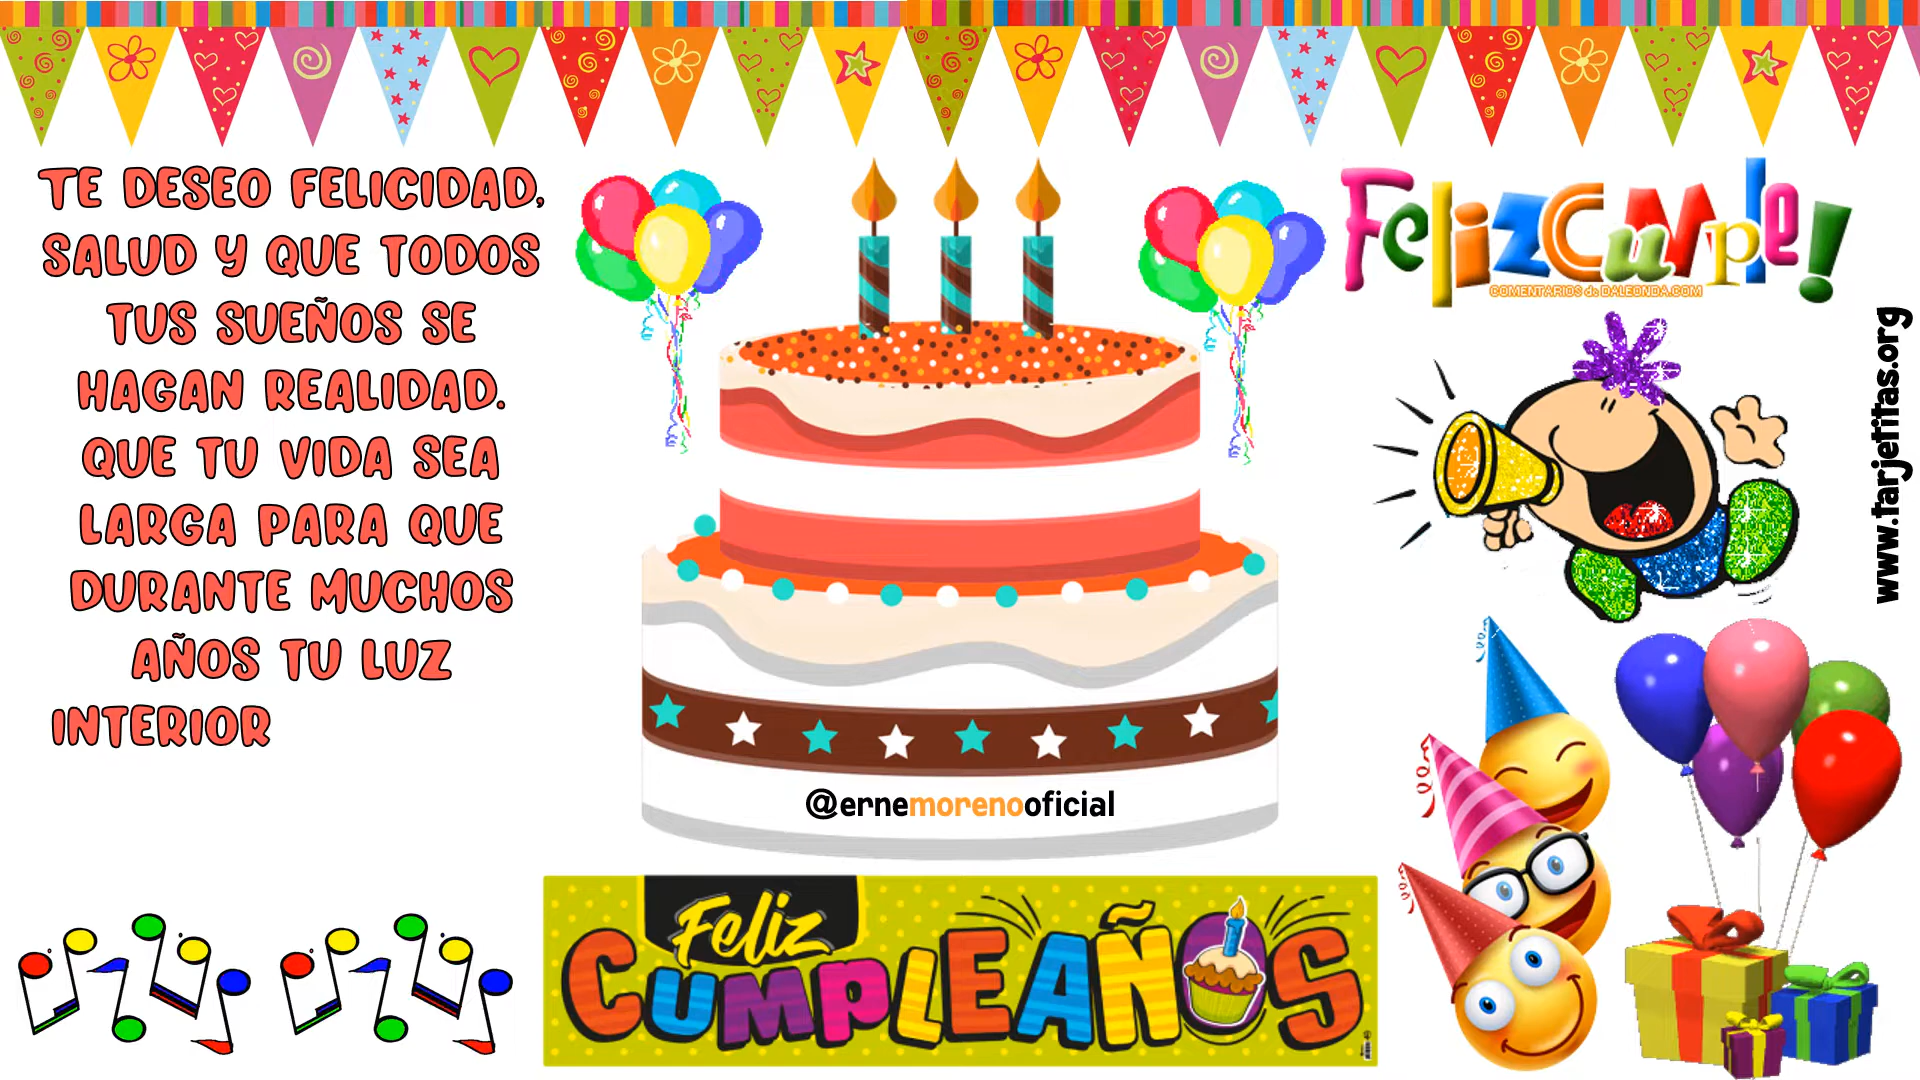 TE DESEO FELICIDAD,
SALUD Y QUE TODOS
TUS SUEÑOS SE
HAGAN REALIDAD.
QUE TU VIDA SEA
LARGA PARA QUE
DURANTE MUCHOS
AÑOS TU LUZ
INTERIOR
FelizCumple!
COMENTARIOS de DALEONDA.COM
www.tarjetitas.org
@ernemorenooficial
Feliz
CUMPLEAÑOS